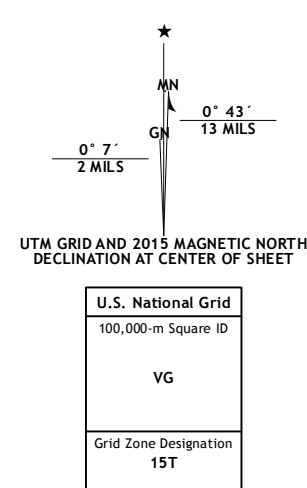 ★
MN
0° 43´
13 MILS
GN
0° 7´
2 MILS
UTM GRID AND 2015 MAGNETIC NORTH
DECLINATION AT CENTER OF SHEET
U.S. National Grid
100,000-m Square ID
VG
Grid Zone Designation
15T